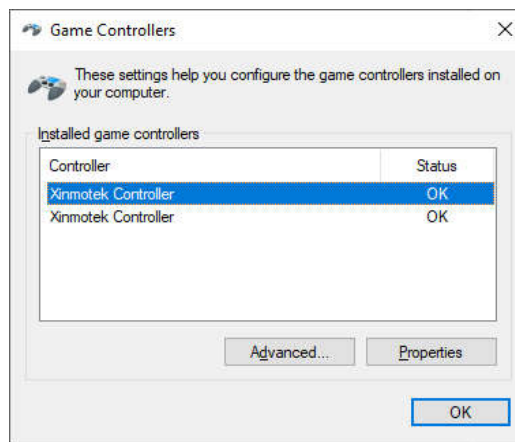 Game Controllers
These settings help you configure the game controllers installed on
your computer.
Installed game controllers
Controller Status
Xinmotek Controller OK
Xinmotek Controller OK
Advanced... Properties
OK